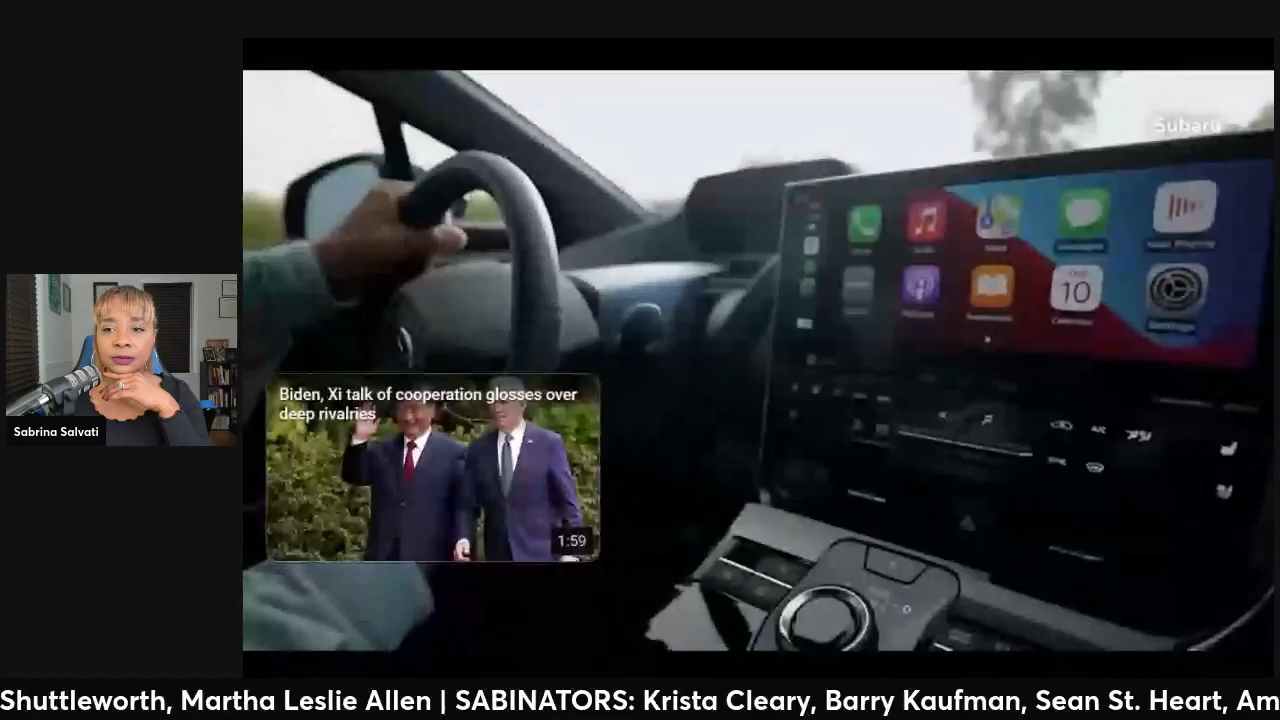 Subaru
10
Settings
Biden, Xi talk of cooperation glosses over
deep rivalries
1:59
Sabrina Salvati
Shuttleworth, Martha Leslie Allen | SABINATORS: Krista Cleary, Barry Kaufman, Sean St. Heart, Am